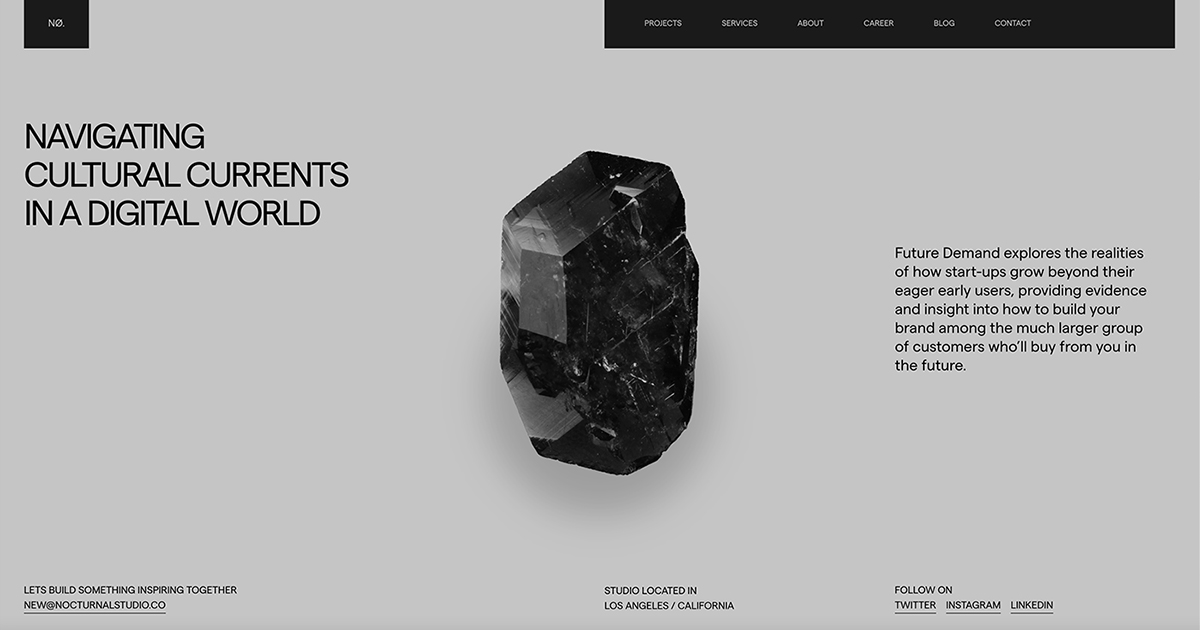 NØ.
PROJECTS SERVICES ABOUT CAREER BLOG CONTACT
NAVIGATING
CULTURAL CURRENTS
IN A DIGITAL WORLD
Future Demand explores the realities
of how start-ups grow beyond their
eager early users, providing evidence
and insight into how to build your
brand among the much larger group
of customers who’ll buy from you in
the future.
LETS BUILD SOMETHING INSPIRING TOGETHER
NEW@NOCTURNALSTUDIO.CO
STUDIO LOCATED IN
LOS ANGELES / CALIFORNIA
FOLLOW ON
TWITTER INSTAGRAM LINKEDIN